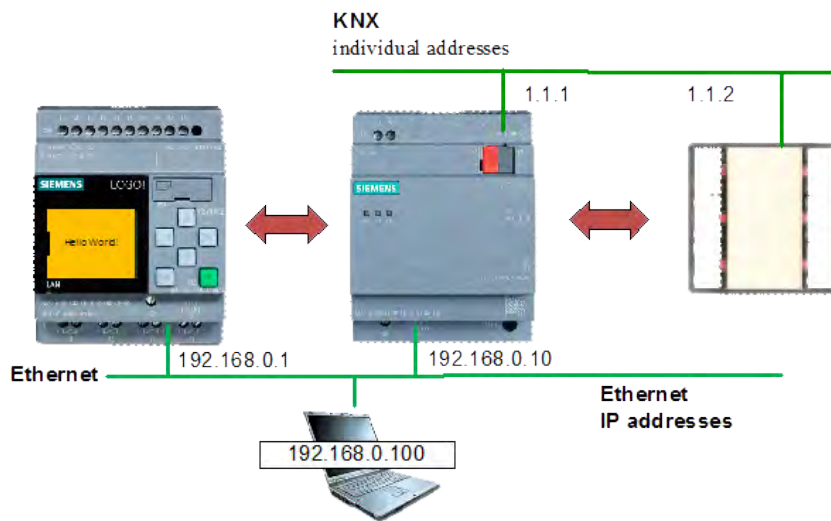 KNX
individual addresses
1.1.1
1.1.2
SIEMENS
LOGO!
SIEMENS
Hello World!
LAN
192.168.0.1
192.168.0.10
Ethernet
Ethernet
IP addresses
192.168.0.100